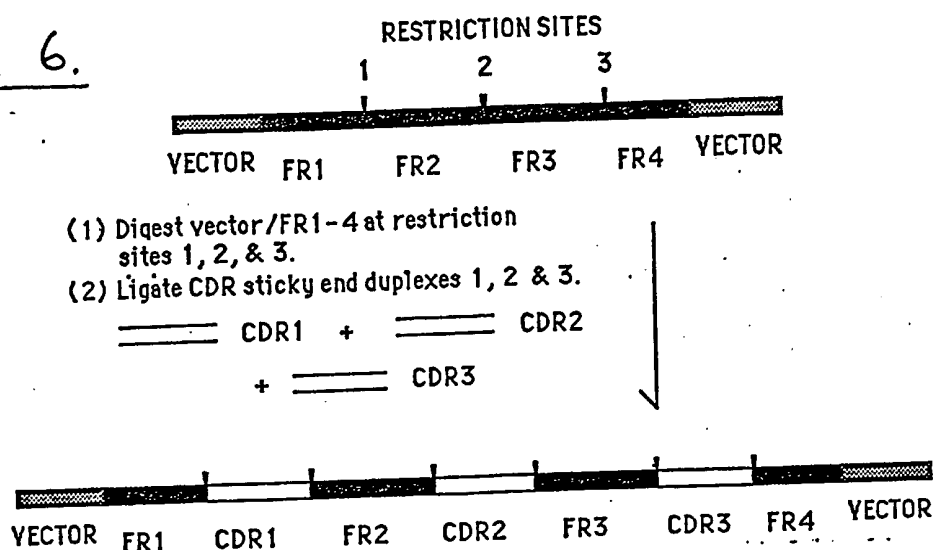 6.
RESTRICTION SITES
1 2 3
VECTOR FR1 FR2 FR3 FR4 VECTOR
(1) Digest vector/FR1-4 at restriction
sites 1, 2, & 3.
(2) Ligate CDR sticky end duplexes 1, 2 & 3.
CDR1 + CDR2
+ CDR3
VECTOR FR1 CDR1 FR2 CDR2 FR3 CDR3 FR4 VECTOR